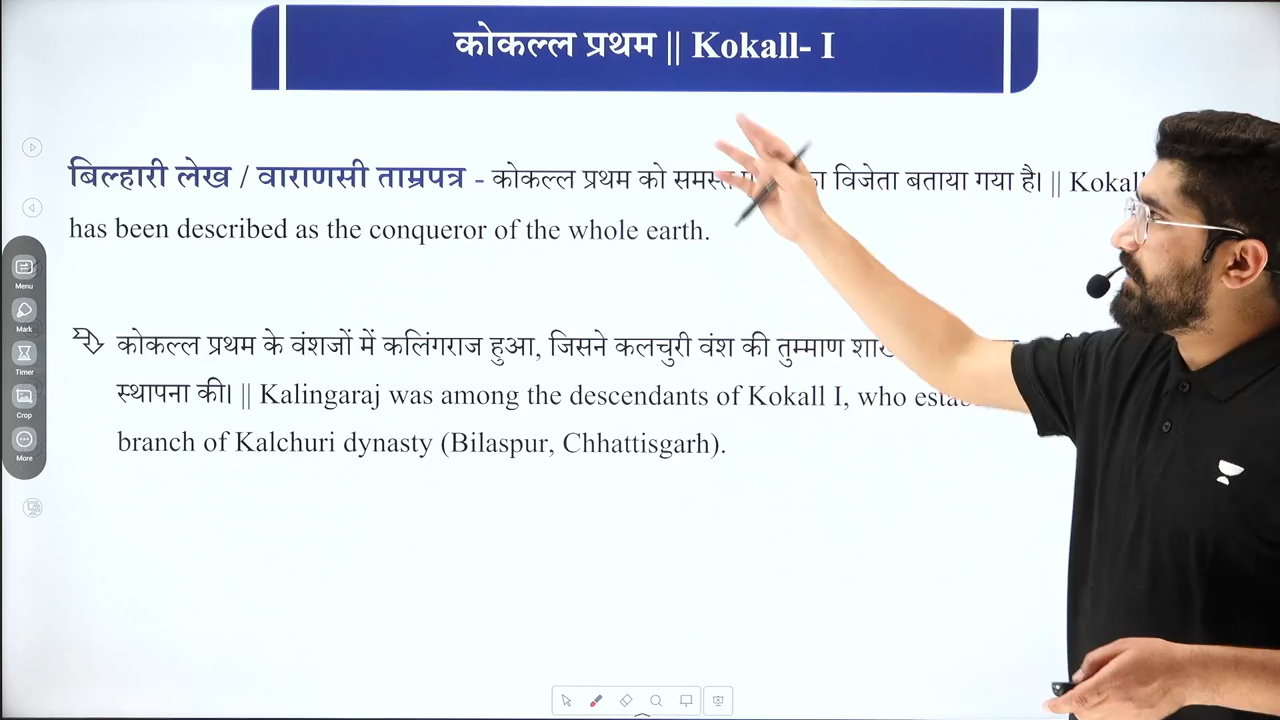 कोकल्ल प्रथम || Kokall- I
बिल्हारी लेख / वाराणसी ताम्रपत्र - कोकल्ल प्रथम को समस्त का विजेता बताया गया है। || Kokall
has been described as the conqueror of the whole earth.
कोकल्ल प्रथम के वंशजों में कलिंगराज हुआ, जिसने कलचुरी वंश की तुम्माण
स्थापना की। || Kalingaraj was among the descendants of Kokall I, who
branch of Kalchuri dynasty (Bilaspur, Chhattisgarh).
Menu
Mark
Timer
Crop
More